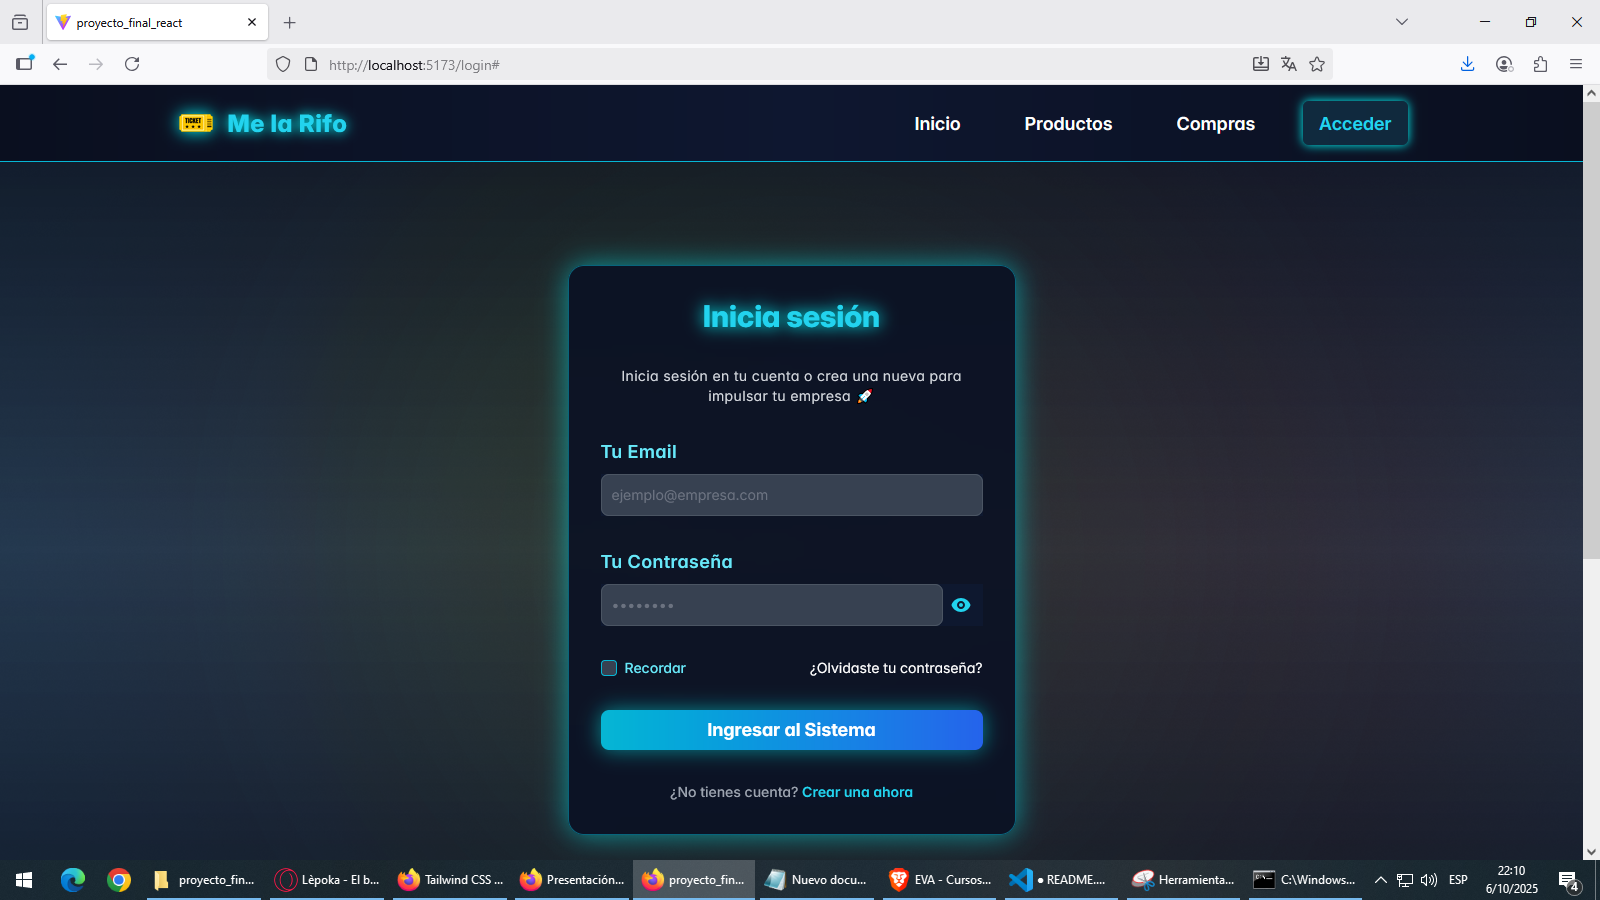 proyecto_final_react
http://localhost:5173/login#
TICKET
Me la Rifo
Inicio
Productos
Compras
Acceder
Inicia sesión
Inicia sesión en tu cuenta o crea una nueva para
impulsar tu empresa 🚀
Tu Email
ejemplo@empresa.com
Tu Contraseña
••••••••
Recordar
¿Olvidaste tu contraseña?
Ingresar al Sistema
¿No tienes cuenta? Crear una ahora
proyecto_fin...
Lèpoka - El b...
Tailwind CSS ...
Presentación...
proyecto_fin...
Nuevo docu...
EVA - Cursos...
● README....
Herramienta...
C:\Windows...
ESP
22:10
6/10/2025
4